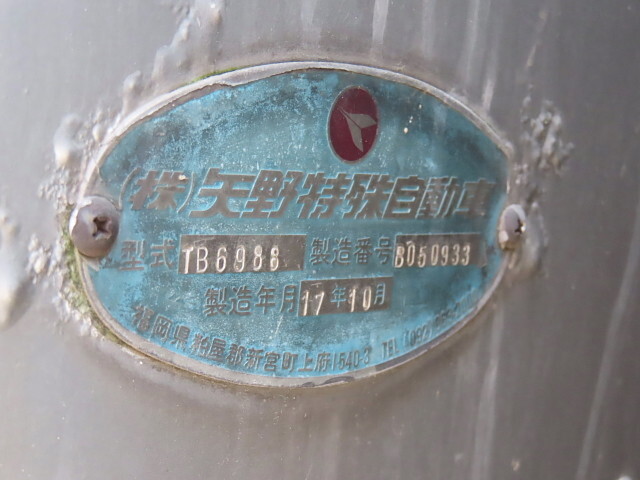 (株)矢野特殊自動車
型式 TB6988 製造番号 B050933
製造年月 17年10月
福岡県粕屋郡新宮町上府1540-3 TEL(092)